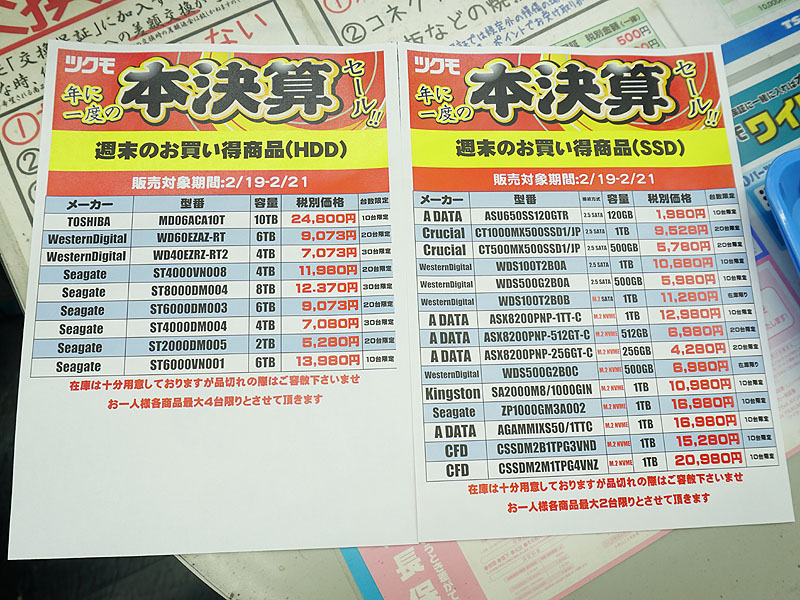 ツクモ
年に一度の
本決算
セール!!
週末のお買い得商品(HDD)
販売対象期間:2/19-2/21
メーカー 型番 容量 税別価格 台数限定
TOSHIBA MD06ACA10T 10TB 24,800円 10台限定
WesternDigital WD60EZAZ-RT 6TB 9,073円 20台限定
WesternDigital WD40EZRZ-RT2 4TB 7,073円 30台限定
Seagate ST4000VN008 4TB 11,980円 20台限定
Seagate ST8000DM004 8TB 12,370円 30台限定
Seagate ST6000DM003 6TB 9,073円 20台限定
Seagate ST4000DM004 4TB 7,080円 30台限定
Seagate ST2000DM005 2TB 5,280円 20台限定
Seagate ST6000VN001 6TB 13,980円 10台限定
在庫は十分用意しておりますが品切れの際はご容赦下さいませ
お一人様各商品最大4台限りとさせて頂きます
ツクモ
年に一度の
本決算
セール!!
週末のお買い得商品(SSD)
販売対象期間:2/19-2/21
メーカー 型番 接続方式 容量 税別価格 台数限定
A DATA ASU650SS120GTR 2.5 SATA 120GB 1,980円 10台限定
Crucial CT1000MX500SSD1/JP 2.5 SATA 1TB 9,528円 20台限定
Crucial CT500MX500SSD1/JP 2.5 SATA 500GB 5,780円 20台限定
WesternDigital WDS100T2B0A 2.5 SATA 1TB 10,880円 10台限定
WesternDigital WDS500G2B0A 2.5 SATA 500GB 5,980円 10台限定
WesternDigital WDS100T2B0B M.2 SATA 1TB 11,280円 在庫限り
A DATA ASX8200PNP-1TT-C M.2 NVME 1TB 12,980円 10台限定
A DATA ASX8200PNP-512GT-C M.2 NVME 512GB 6,980円 20台限定
A DATA ASX8200PNP-256GT-C M.2 NVME 256GB 4,280円 20台限定
WesternDigital WDS500G2B0C M.2 NVME 500GB 6,980円 在庫限り
Kingston SA2000M8/1000GIN M.2 NVME 1TB 10,980円 10台限定
Seagate ZP1000GM3A002 M.2 NVME 1TB 16,980円 10台限定
A DATA AGAMMIXS50/1TTC M.2 NVME 1TB 16,980円 10台限定
CFD CSSDM2B1TPG3VND M.2 NVME 1TB 15,280円 10台限定
CFD CSSDM2M1TPG4VNZ M.2 NVME 1TB 20,980円 10台限定
在庫は十分用意しておりますが品切れの際はご容赦下さいませ
お一人様各商品最大2台限りとさせて頂きます